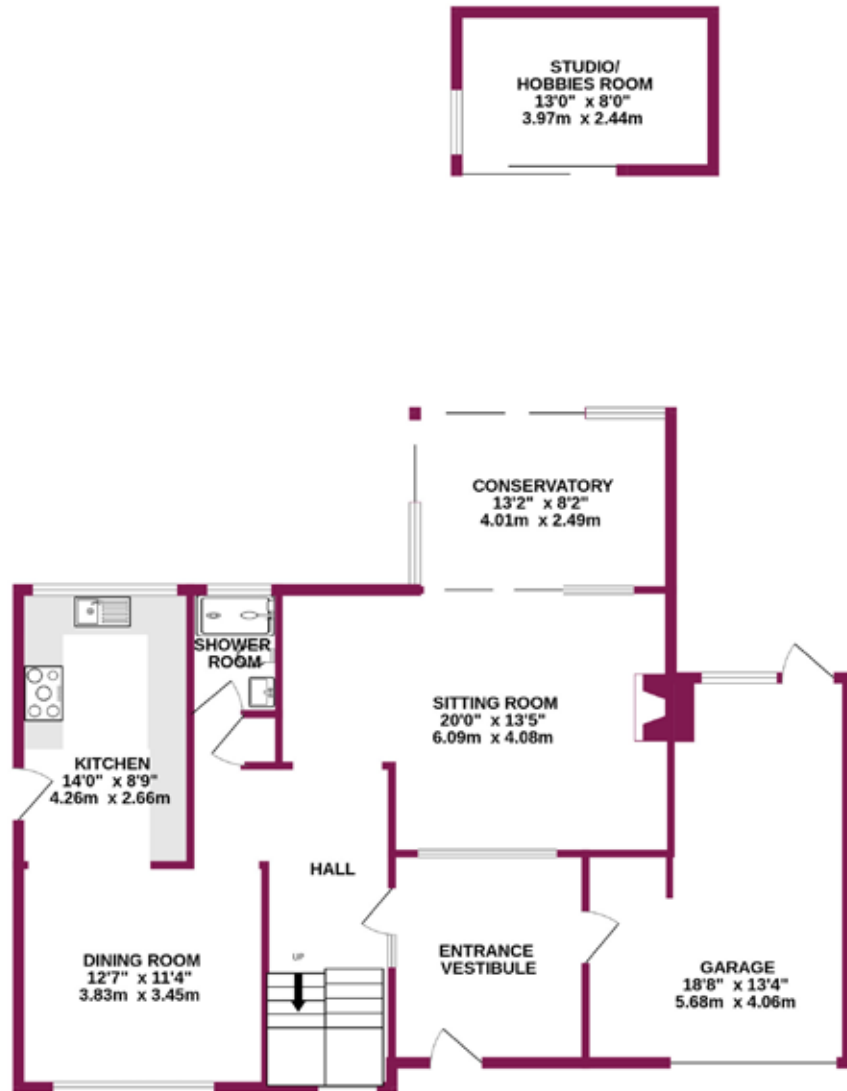 STUDIO/
HOBBIES ROOM
13'0" x 8'0"
3.97m x 2.44m
CONSERVATORY
13'2" x 8'2"
4.01m x 2.49m
SHOWER
ROOM
SITTING ROOM
20'0" x 13'5"
6.09m x 4.08m
KITCHEN
14'0" x 8'9"
4.26m x 2.66m
HALL
UP
DINING ROOM
12'7" x 11'4"
3.83m x 3.45m
ENTRANCE
VESTIBULE
GARAGE
18'8" x 13'4"
5.68m x 4.06m